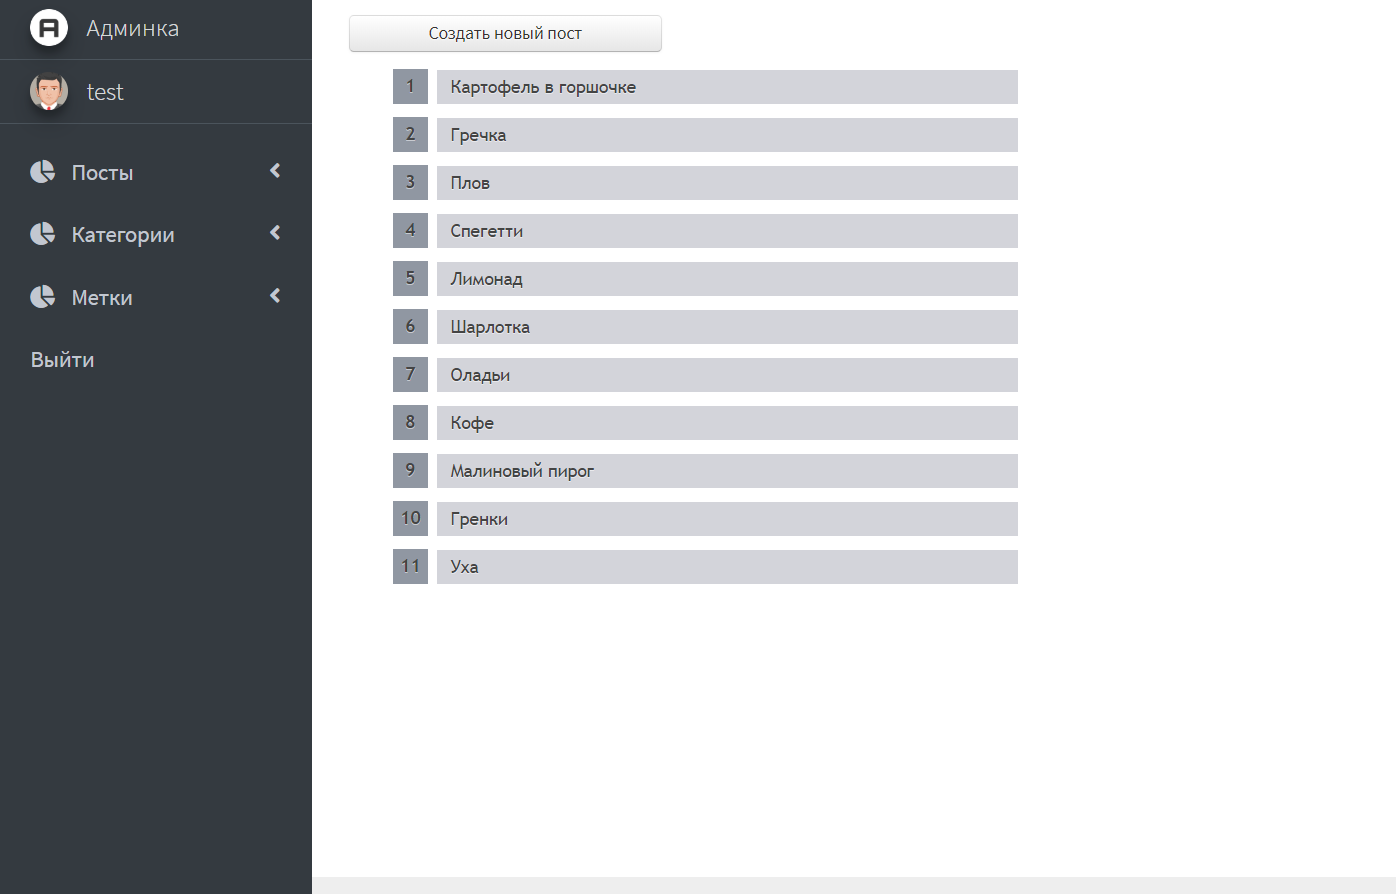 Админка
test
Посты
Категории
Метки
Выйти
Создать новый пост
1 Картофель в горшочке
2 Гречка
3 Плов
4 Спегетти
5 Лимонад
6 Шарлотка
7 Оладьи
8 Кофе
9 Малиновый пирог
10 Гренки
11 Уха